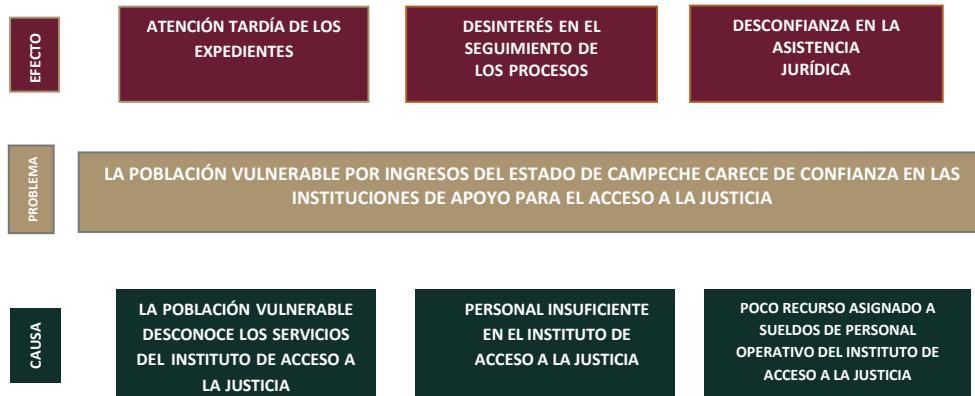 EFECTO
ATENCIÓN TARDÍA DE LOS
EXPEDIENTES
DESINTERÉS EN EL
SEGUIMIENTO DE
LOS PROCESOS
DESCONFIANZA EN LA
ASISTENCIA
JURÍDICA
PROBLEMA
LA POBLACIÓN VULNERABLE POR INGRESOS DEL ESTADO DE CAMPECHE CARECE DE CONFIANZA EN LAS
INSTITUCIONES DE APOYO PARA EL ACCESO A LA JUSTICIA
CAUSA
LA POBLACIÓN VULNERABLE
DESCONOCE LOS SERVICIOS
DEL INSTITUTO DE ACCESO A
LA JUSTICIA
PERSONAL INSUFICIENTE
EN EL INSTITUTO DE
ACCESO A LA JUSTICIA
POCO RECURSO ASIGNADO A
SUELDOS DE PERSONAL
OPERATIVO DEL INSTITUTO DE
ACCESO A LA JUSTICIA